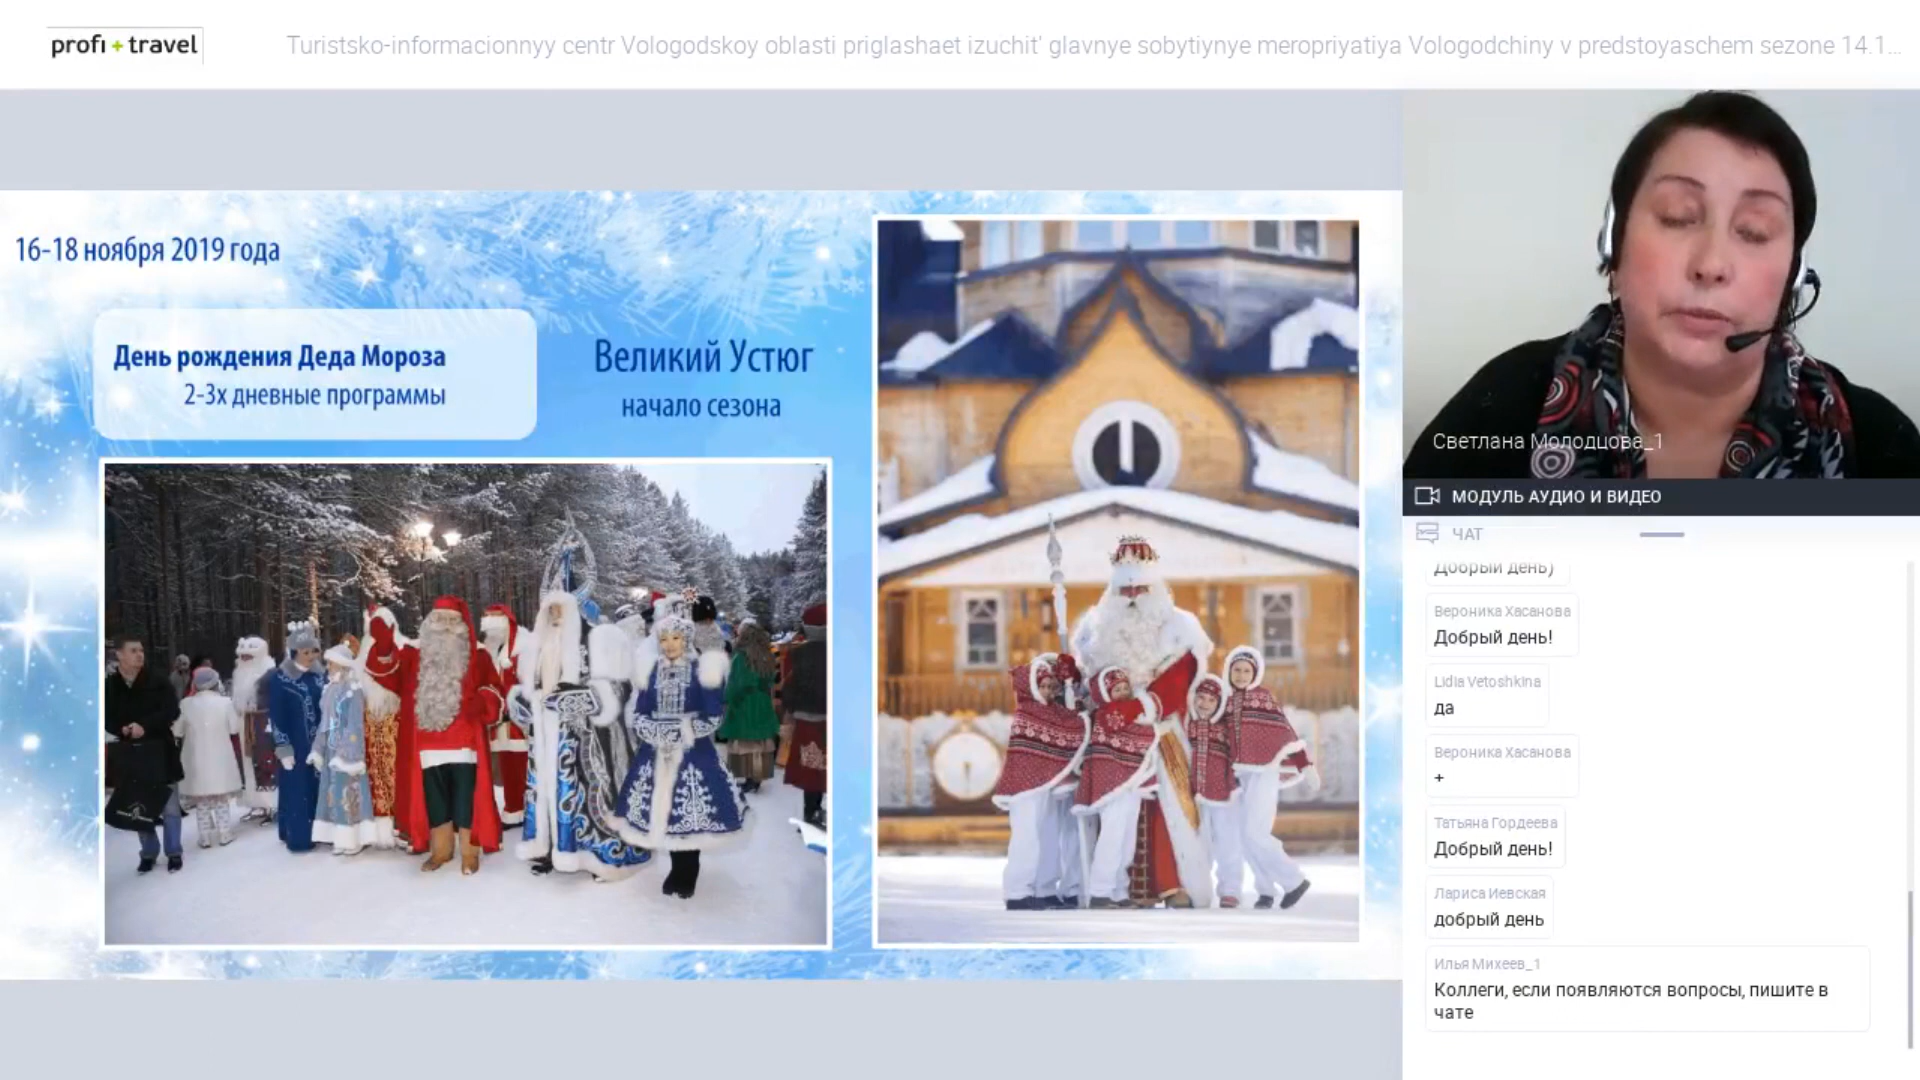 profi + travel
Turistsko-informacionnyy centr Vologodskoy oblasti priglashaet izuchit' glavnye sobytiynye meropriyatiya Vologodchiny v predstoyaschem sezone 14.1...
16-18 ноября 2019 года
День рождения Деда Мороза
2-3х дневные программы
Великий Устюг
начало сезона
Светлана Молодцова_1
МОДУЛЬ АУДИО И ВИДЕО
ЧАТ
Добрый день)
Вероника Хасанова
Добрый день!
Lidia Vetoshkina
да
Вероника Хасанова
+
Татьяна Гордеева
Добрый день!
Лариса Иевская
добрый день
Илья Михеев_1
Коллеги, если появляются вопросы, пишите в
чате